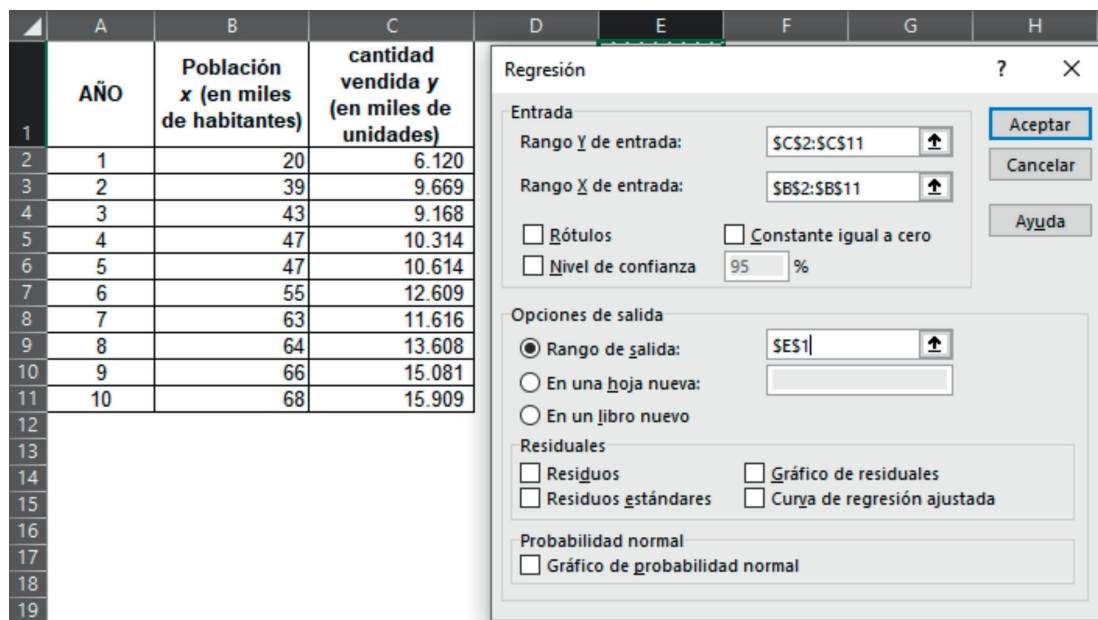 A B C D E F G H
1 AÑO Población x (en miles de habitantes) cantidad vendida y (en miles de unidades)
2 1 20 6.120
3 2 39 9.669
4 3 43 9.168
5 4 47 10.314
6 5 47 10.614
7 6 55 12.609
8 7 63 11.616
9 8 64 13.608
10 9 66 15.081
11 10 68 15.909
12
13
14
15
16
17
18
19
Regresión ? ×
Entrada
Rango Y de entrada: $C$2:$C$11
Rango X de entrada: $B$2:$B$11
Rótulos Constante igual a cero
Nivel de confianza 95 %
Aceptar
Cancelar
Ayuda
Opciones de salida
Rango de salida: $E$1
En una hoja nueva:
En un libro nuevo
Residuales
Residuos Gráfico de residuales
Residuos estándares Curva de regresión ajustada
Probabilidad normal
Gráfico de probabilidad normal